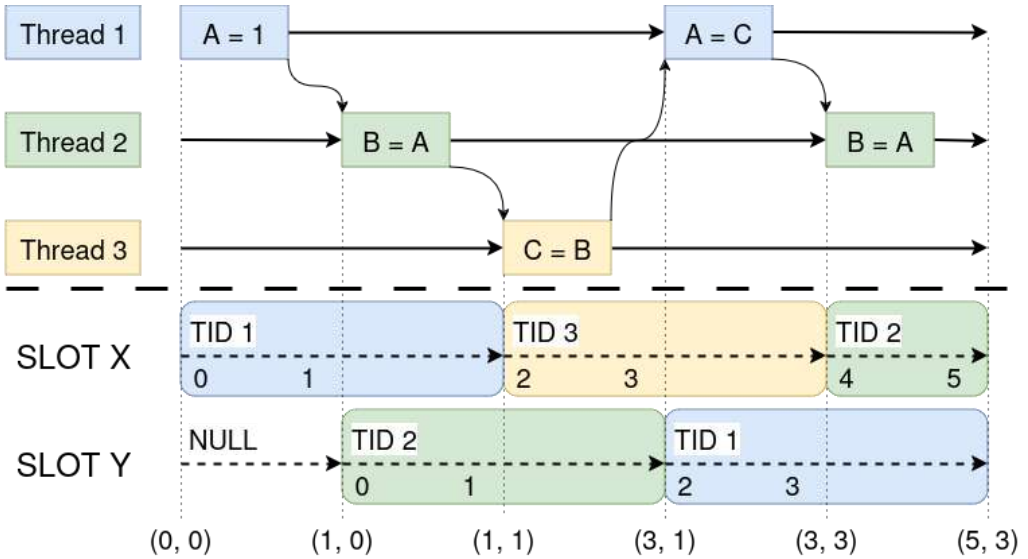 Thread 1
A = 1
A = C
Thread 2
B = A
B = A
Thread 3
C = B
SLOT X
TID 1
0 1
TID 3
2 3
TID 2
4 5
SLOT Y
NULL
TID 2
0 1
TID 1
2 3
(0, 0) (1, 0) (1, 1) (3, 1) (3, 3) (5, 3)